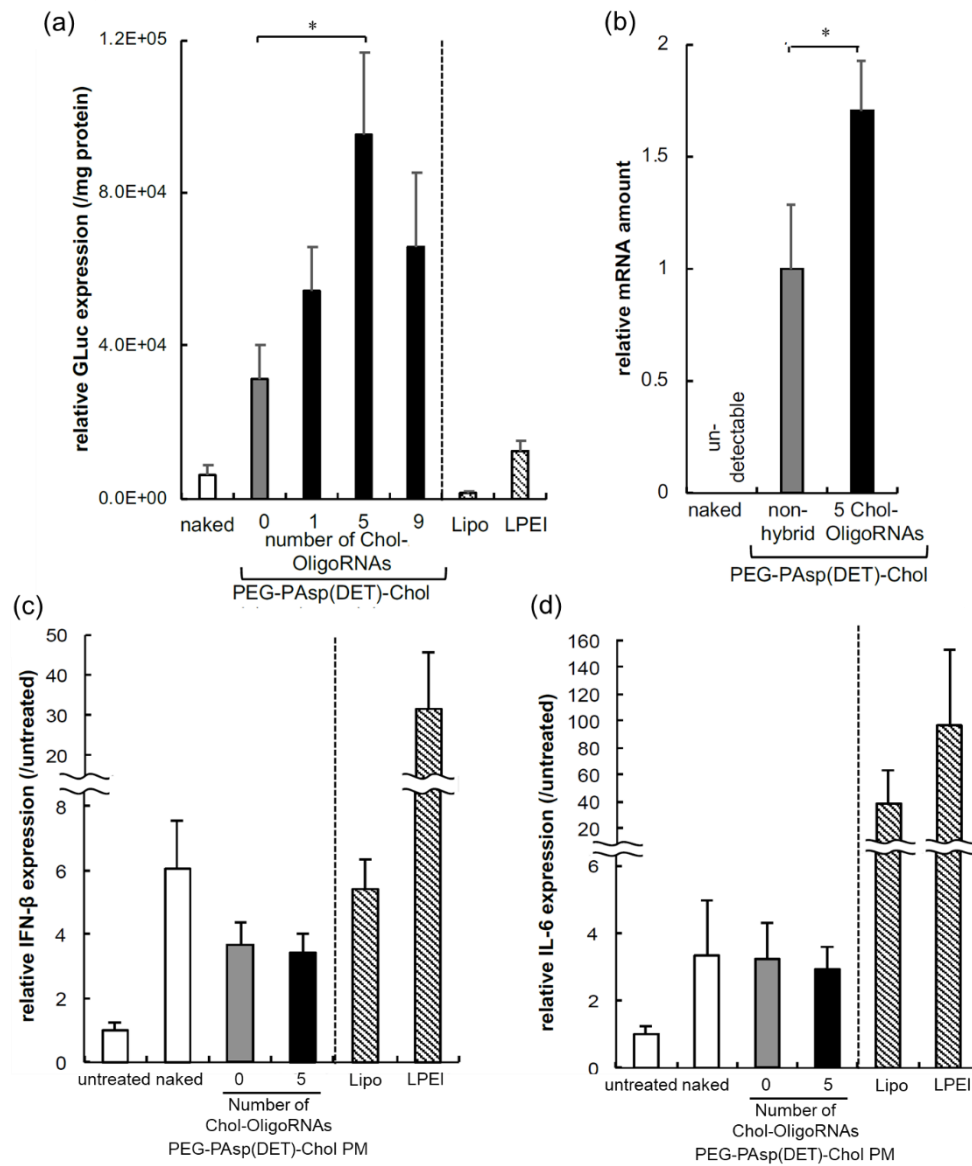 (a)
relative GLuc expression (/mg protein)
1.2E+05
8.0E+04
4.0E+04
0.0E+00
*
naked
0
1
5
9
Lipo
LPEI
number of Chol-
OligoRNAs
PEG-PAsp(DET)-Chol
(b)
relative mRNA amount
2
1.5
1
0.5
0
*
un-
detectable
naked
non-
hybrid
5 Chol-
OligoRNAs
PEG-PAsp(DET)-Chol
(c)
relative IFN-β expression (/untreated)
50
40
30
20
8
6
4
2
0
untreated
naked
0
5
Lipo
LPEI
Number of
Chol-OligoRNAs
PEG-PAsp(DET)-Chol PM
(d)
relative IL-6 expression (/untreated)
160
140
120
100
80
60
40
20
6
4
2
0
untreated
naked
0
5
Lipo
LPEI
Number of
Chol-OligoRNAs
PEG-PAsp(DET)-Chol PM